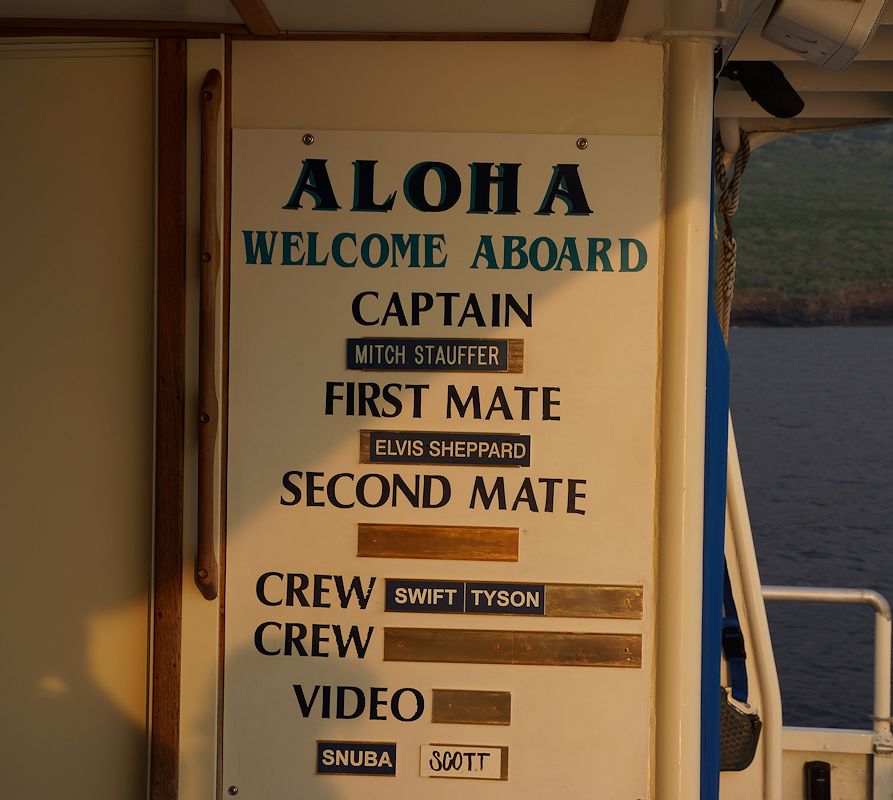 ALOHA
WELCOME ABOARD
CAPTAIN
MITCH STAUFFER
FIRST MATE
ELVIS SHEPPARD
SECOND MATE
CREW SWIFT TYSON
CREW
VIDEO
SNUBA SCOTT